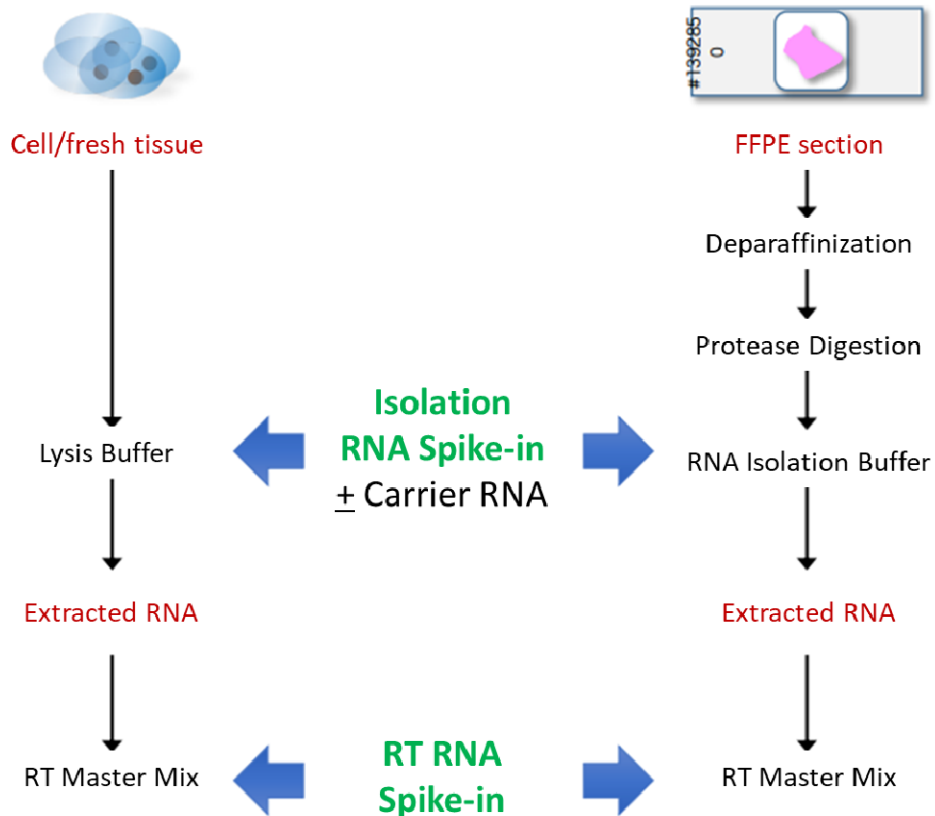 #139285
0
Cell/fresh tissue
FFPE section
Deparaffinization
Protease Digestion
Isolation
RNA Spike-in
± Carrier RNA
Lysis Buffer
RNA Isolation Buffer
Extracted RNA
Extracted RNA
RT RNA
Spike-in
RT Master Mix
RT Master Mix